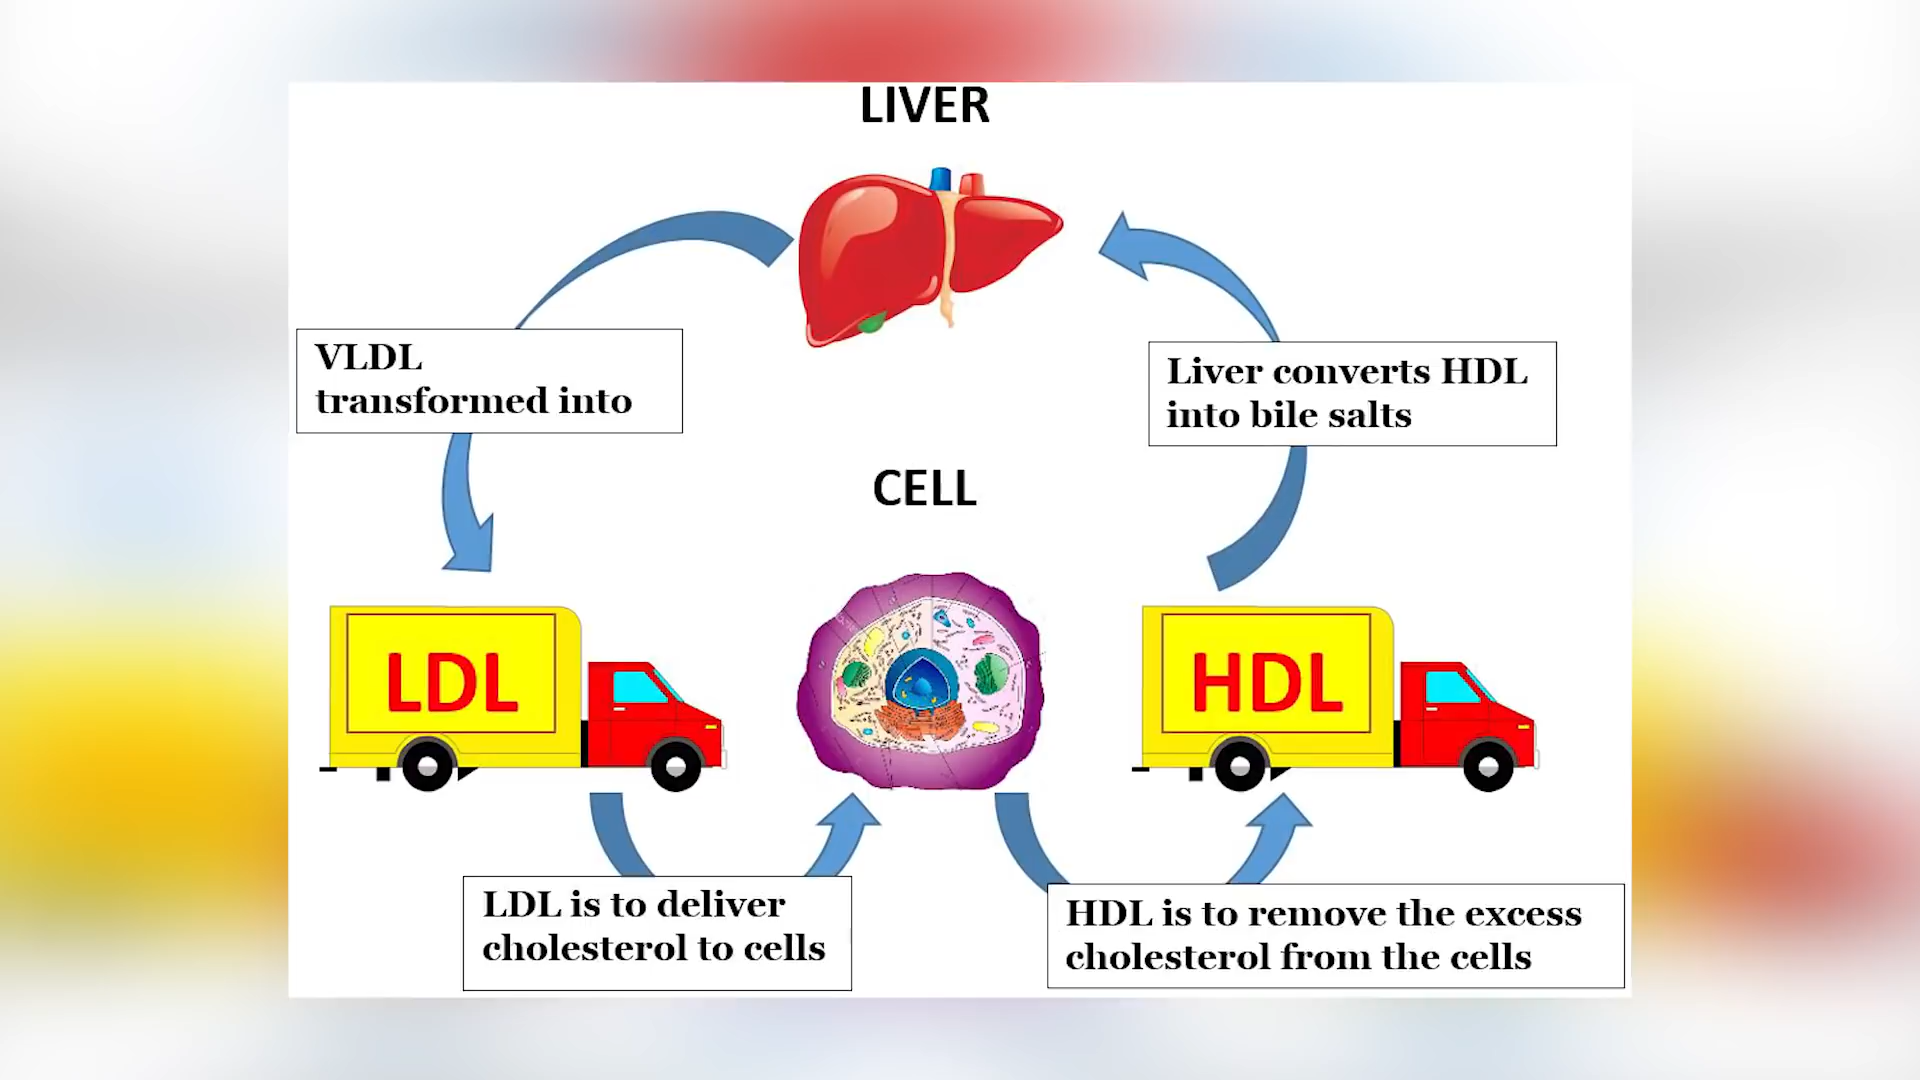 LIVER
VLDL
transformed into
Liver converts HDL
into bile salts
CELL
LDL
HDL
LDL is to deliver
cholesterol to cells
HDL is to remove the excess
cholesterol from the cells